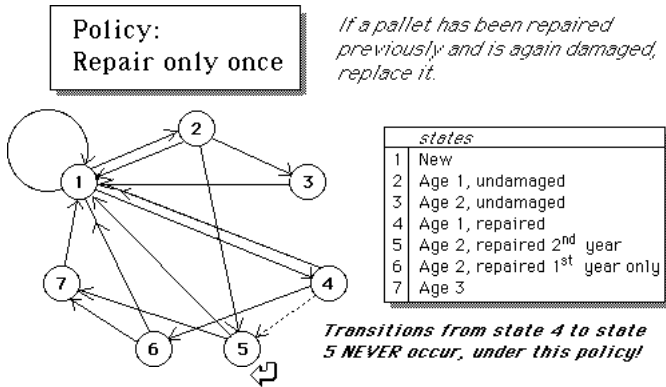 Policy:
Repair only once
If a pallet has been repaired
previously and is again damaged,
replace it.
2
1
3
7
4
6
5
states
1 New
2 Age 1, undamaged
3 Age 2, undamaged
4 Age 1, repaired
5 Age 2, repaired 2nd year
6 Age 2, repaired 1st year only
7 Age 3
Transitions from state 4 to state
5 NEVER occur, under this policy!